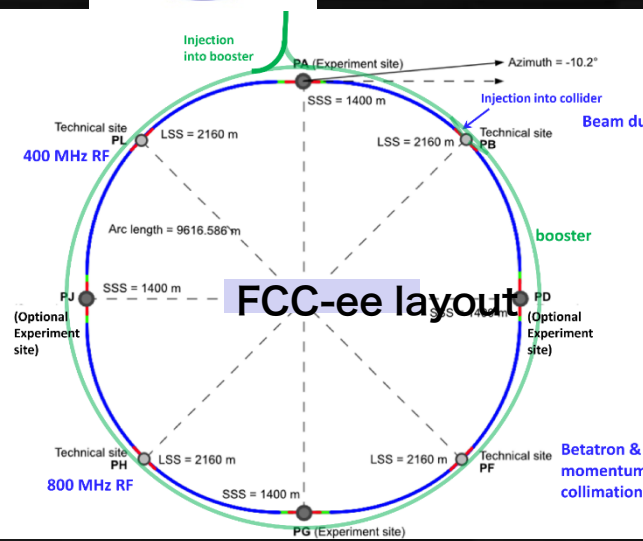 Injection
into booster
PA (Experiment site)
Azimuth = -10.2°
SSS = 1400 m
Injection into collider
Beam du
Technical site
PL
LSS = 2160 m
400 MHz RF
LSS = 2160 m
Technical site
PB
Arc length = 9616.586 m
booster
PJ
SSS = 1400 m
FCC-ee layout
SSS = 1400 m
PD
(Optional
Experiment
site)
(Optional
Experiment
site)
Technical site
PH
LSS = 2160 m
800 MHz RF
LSS = 2160 m
Technical site
PF
Betatron &
momentum
collimation
SSS = 1400 m
PG (Experiment site)